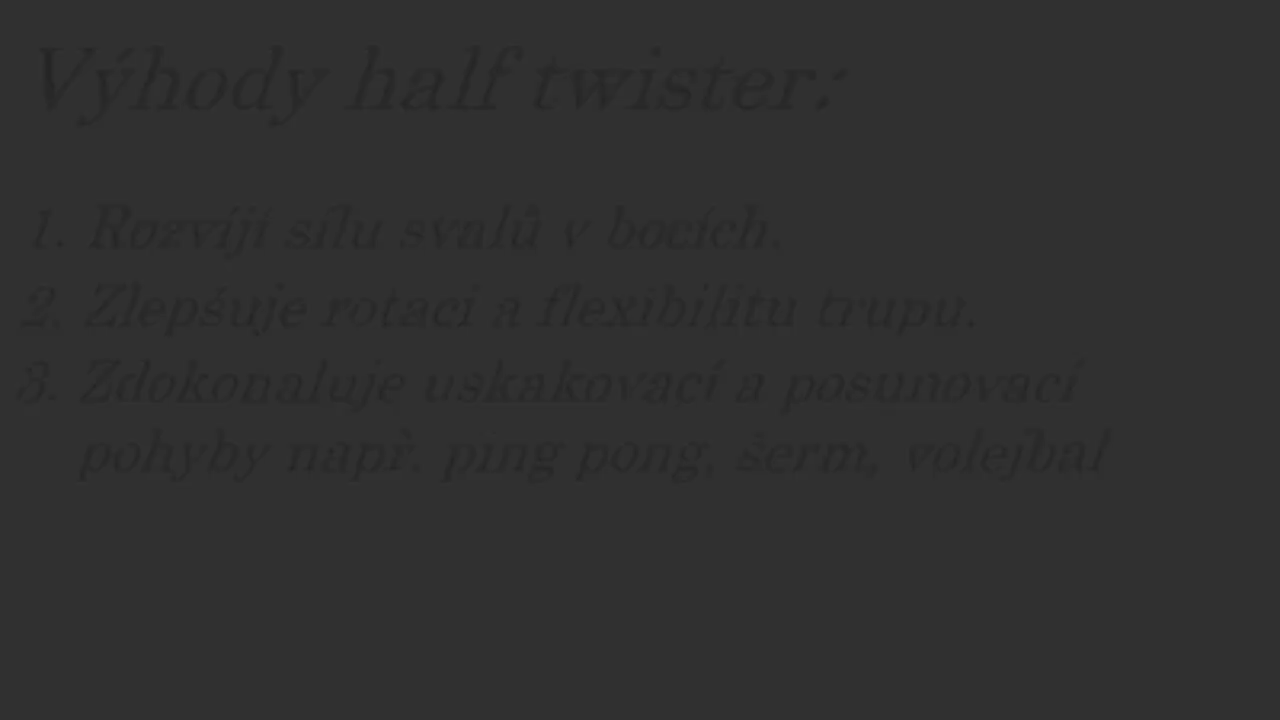 Výhody half twister:
1. Rozvíjí sílu svalů v bocích.
2. Zlepšuje rotaci a flexibilitu trupu.
3. Zdokonaluje uskakovací a posunovací
pohyby např. ping pong, šerm, volejbal